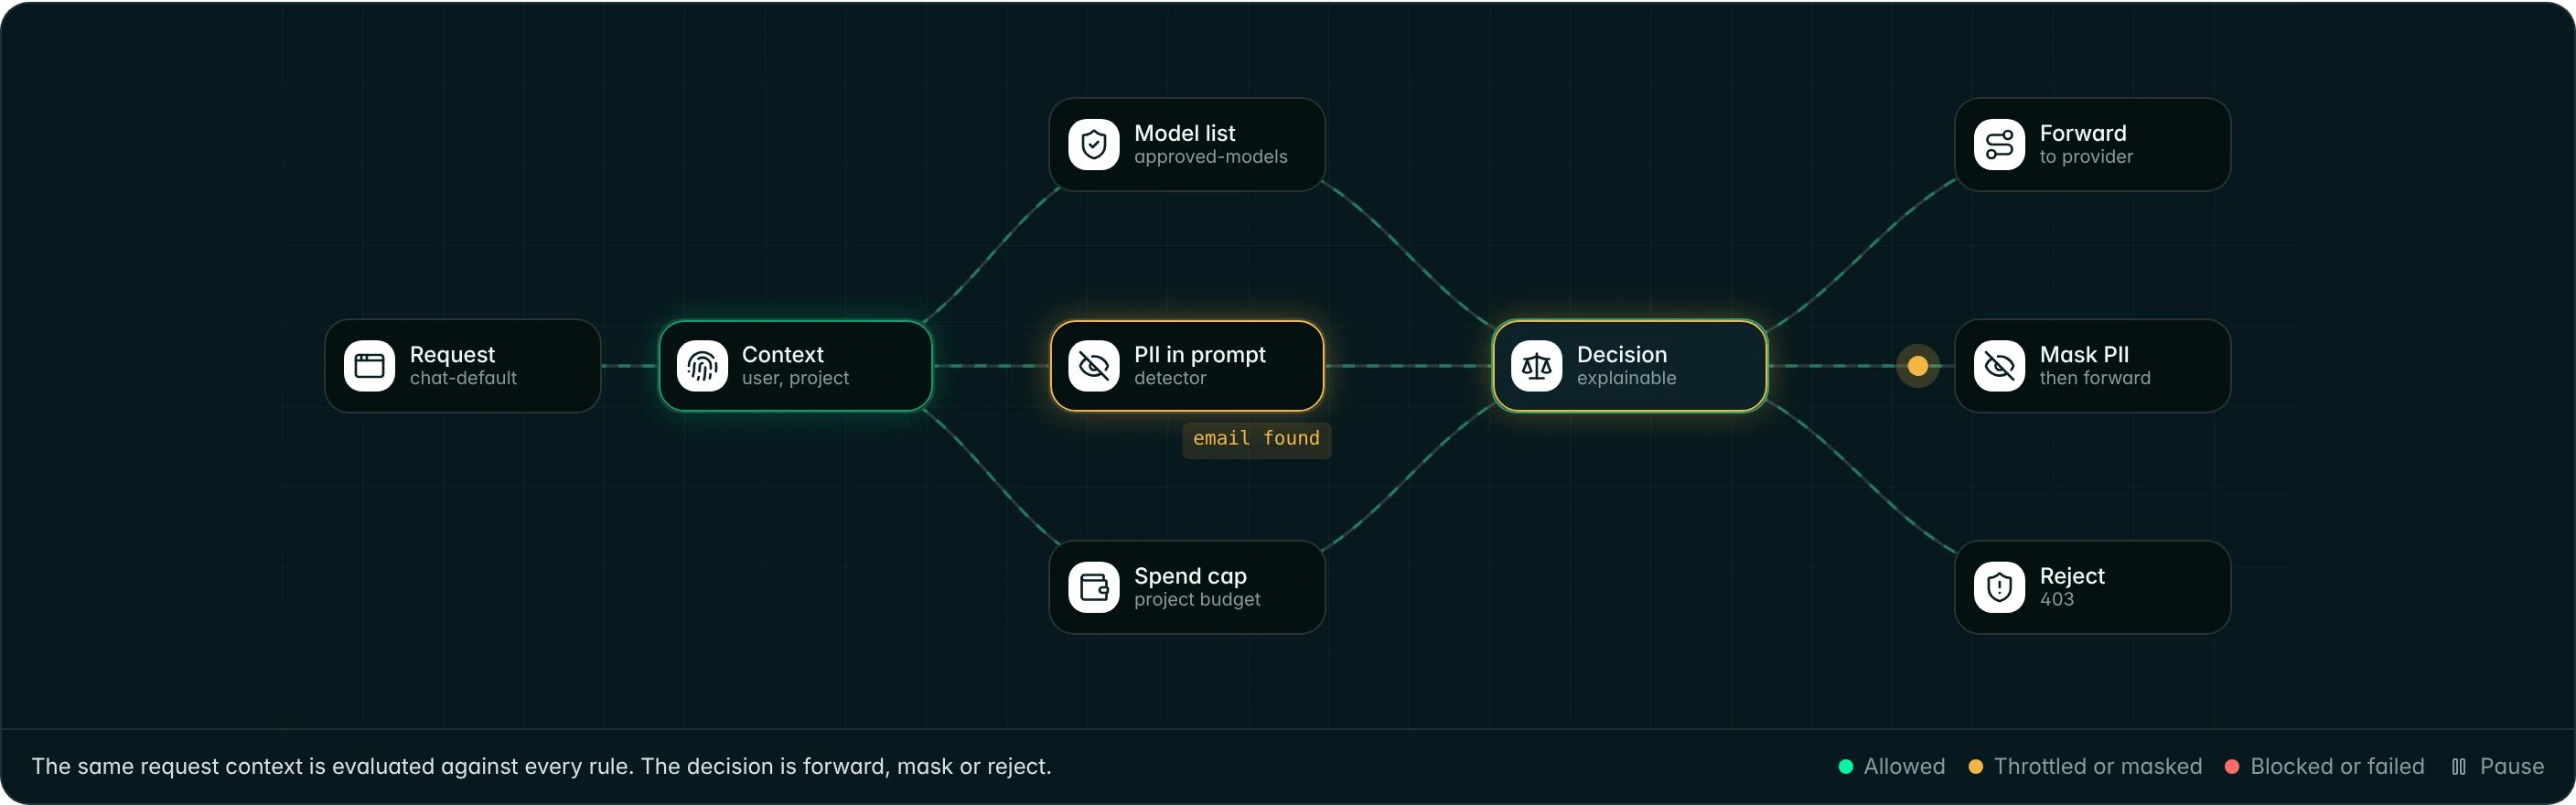 Model list
approved-models
Forward
to provider
Request
chat-default
Context
user, project
PII in prompt
detector
email found
Decision
explainable
Mask PII
then forward
Spend cap
project budget
Reject
403
The same request context is evaluated against every rule. The decision is forward, mask or reject.
Allowed
Throttled or masked
Blocked or failed
Pause